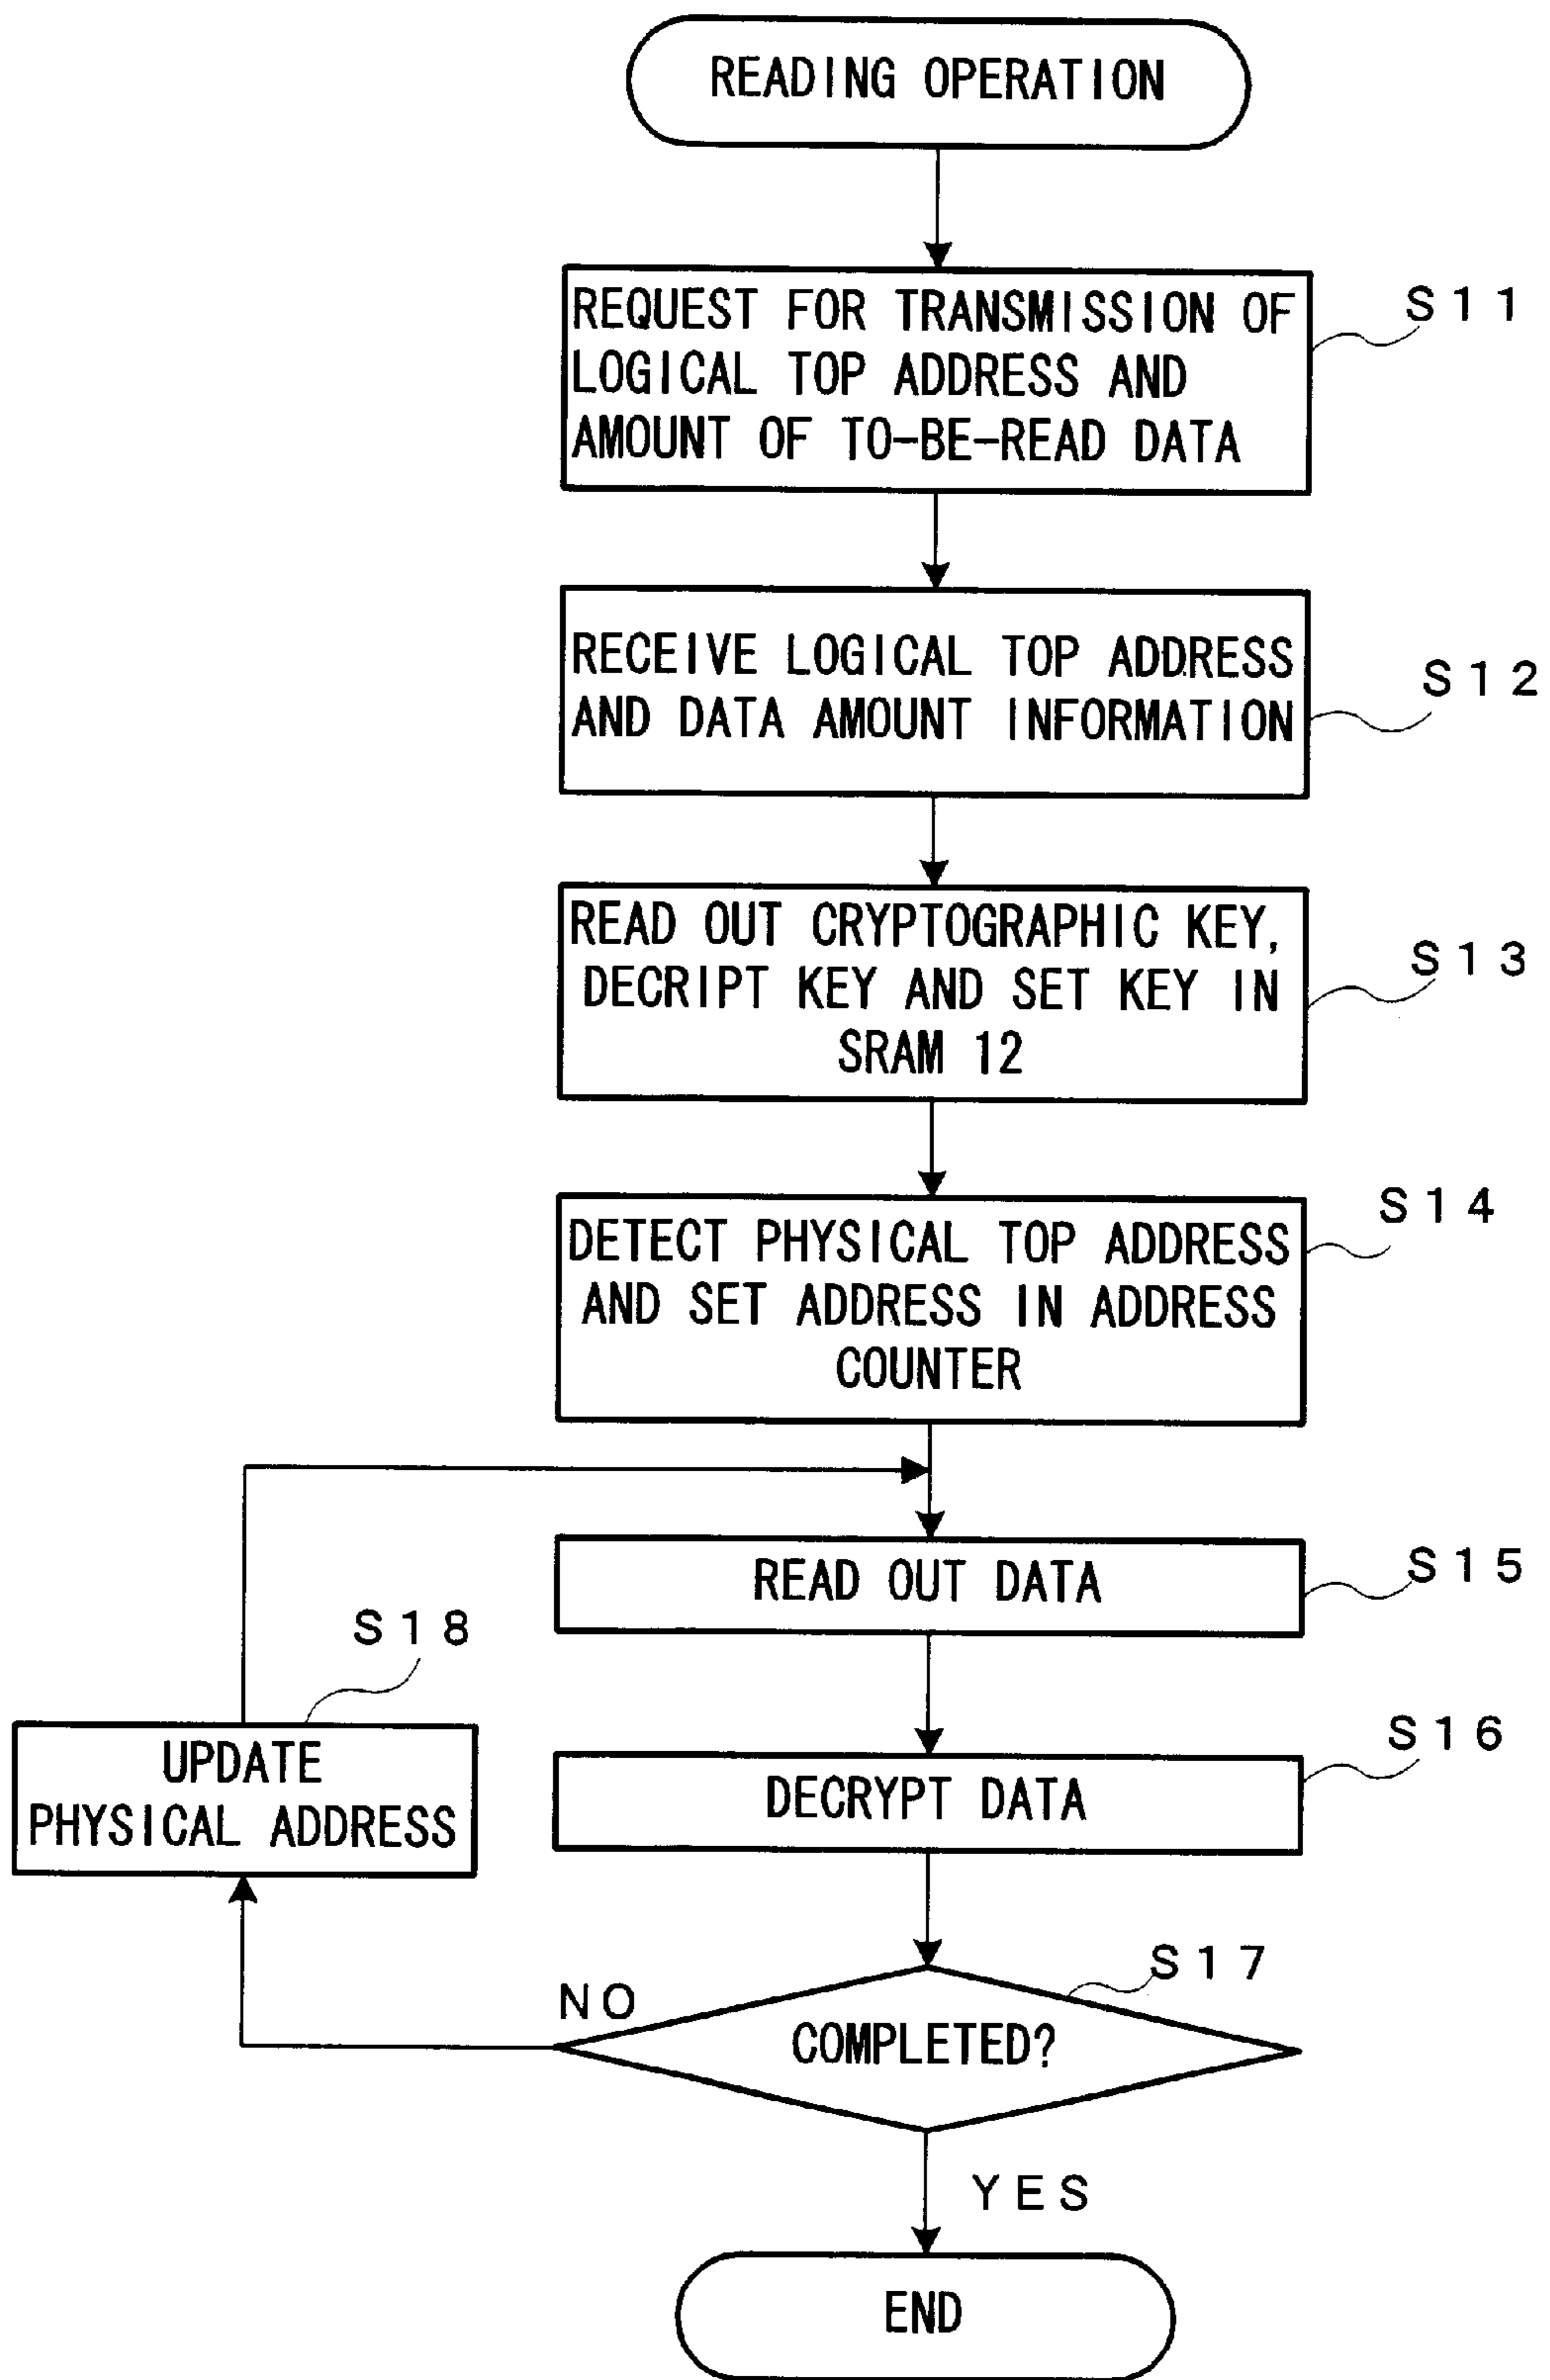 READING OPERATION
REQUEST FOR TRANSMISSION OF
LOGICAL TOP ADDRESS AND
AMOUNT OF TO-BE-READ DATA
S11
RECEIVE LOGICAL TOP ADDRESS
AND DATA AMOUNT INFORMATION
S12
READ OUT CRYPTOGRAPHIC KEY,
DECRIPT KEY AND SET KEY IN
SRAM 12
S13
DETECT PHYSICAL TOP ADDRESS
AND SET ADDRESS IN ADDRESS
COUNTER
S14
READ OUT DATA
S15
S18
UPDATE
PHYSICAL ADDRESS
DECRYPT DATA
S16
S17
NO
COMPLETED?
YES
END